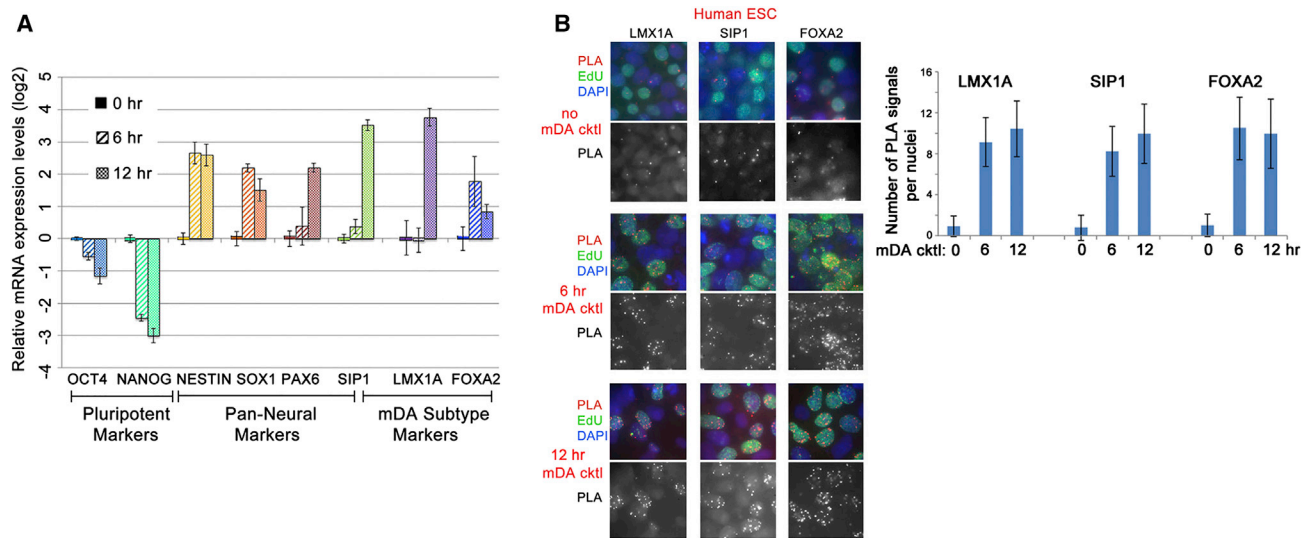 A
Relative mRNA expression levels (log2)
5
4
3
2
1
0
-1
-2
-3
-4
0 hr
6 hr
12 hr
OCT4 NANOG NESTIN SOX1 PAX6 SIP1 LMX1A FOXA2
Pluripotent Markers
Pan-Neural Markers
mDA Subtype Markers
B
Human ESC
LMX1A SIP1 FOXA2
PLA
EdU
DAPI
no
mDA cktl
PLA
PLA
EdU
DAPI
6 hr
mDA cktl
PLA
PLA
EdU
DAPI
12 hr
mDA cktl
PLA
Number of PLA signals
per nuclei
16
12
8
4
0
LMX1A SIP1 FOXA2
mDA cktl: 0 6 12 0 6 12 0 6 12 hr